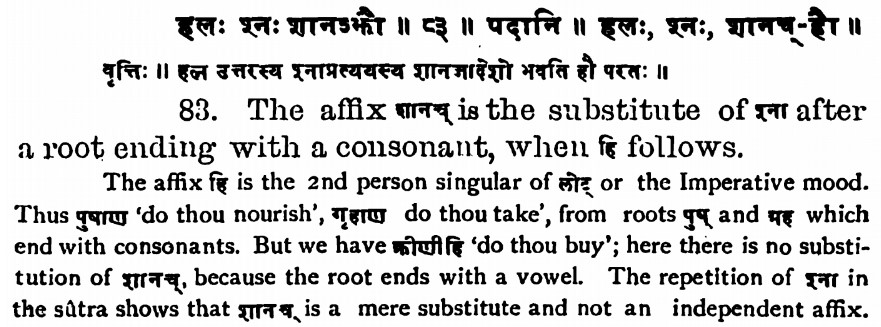 हलः श्नः शानज्झौ ॥ ८३ ॥ पदानि ॥ हलः, श्नः, शानच्-हौ ॥
वृत्तिः ॥ हल उत्तरस्य श्नाप्रत्ययस्य शानजादेशो भवति हौ परतः ॥
83. The affix शानच् is the substitute of श्ना after
a root ending with a consonant, when हि follows.
The affix हि is the 2nd person singular of लोट् or the Imperative mood.
Thus पुषाण 'do thou nourish', गृहाण do thou take', from roots पुष् and ग्रह which
end with consonants. But we have क्रीणीहि 'do thou buy'; here there is no substi-
tution of शानच्, because the root ends with a vowel. The repetition of श्ना in
the sûtra shows that शानच् is a mere substitute and not an independent affix.